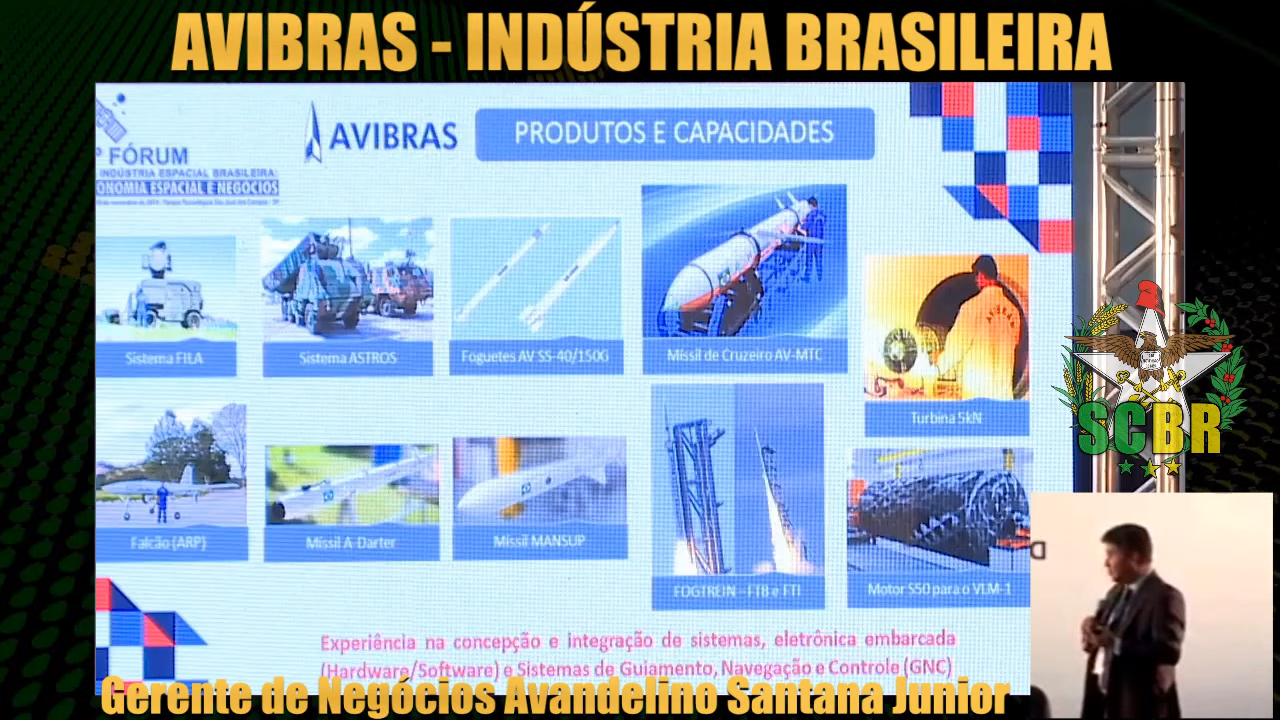 AVIBRAS - INDÚSTRIA BRASILEIRA
º FÓRUM
INDÚSTRIA ESPACIAL BRASILEIRA:
ONOMIA ESPACIAL E NEGÓCIOS
AVIBRAS
PRODUTOS E CAPACIDADES
Sistema FILA
Sistema ASTROS
Foguetes AV SS-40/150G
Míssil de Cruzeiro AV-MTC
Turbina 5kN
Falcão (ARP)
Míssil A-Darter
Míssil MANSUP
FOGTREIN - FTB e FTI
Motor S50 para o VLM-1
Experiência na concepção e integração de sistemas, eletrônica embarcada
(Hardware/Software) e Sistemas de Guiamento, Navegação e Controle (GNC)
SCBR
Gerente de Negócios Avandelino Santana Junior